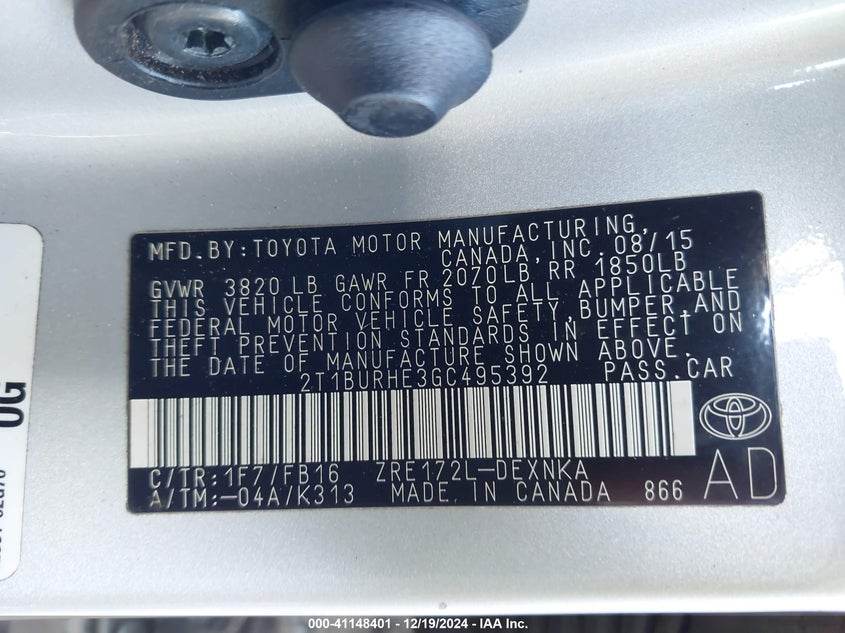 MFD.BY:TOYOTA MOTOR MANUFACTURING,
CANADA,INC. 08/15
GVWR 3820 LB GAWR FR 2070LB RR 1850LB
THIS VEHICLE CONFORMS TO ALL APPLICABLE
FEDERAL MOTOR VEHICLE SAFETY,BUMPER,AND
THEFT PREVENTION STANDARDS IN EFFECT ON
THE DATE OF MANUFACTURE SHOWN ABOVE.
2T1BURHE3GC495392 PASS.CAR
C/TR:1F7/FB16 ZRE172L-DEXNKA
A/TM:-04A/K313 MADE IN CANADA 866
AD
UG
000-41148401 - 12/19/2024 - IAA Inc.